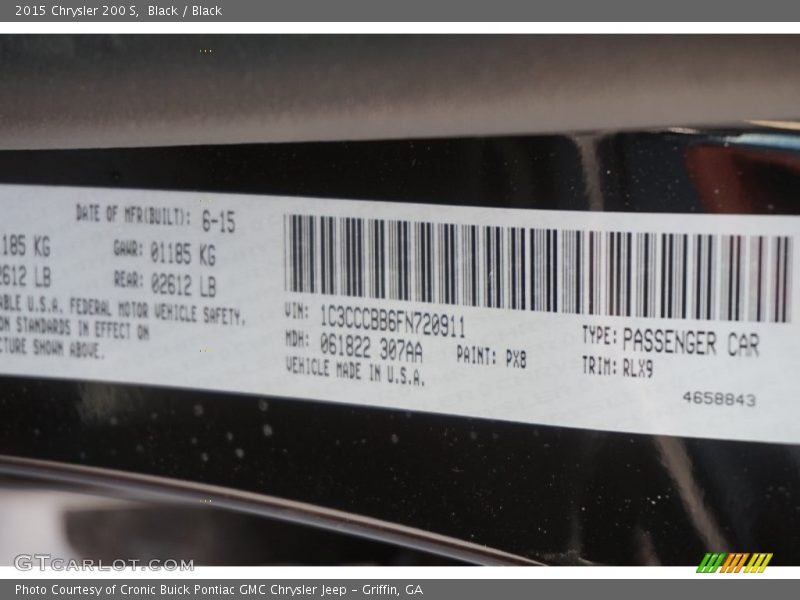 2015 Chrysler 200 S, Black / Black
DATE OF MFR(BUILT): 6-15
185 KG GAWR: 01185 KG
2612 LB REAR: 02612 LB
ABLE U.S.A. FEDERAL MOTOR VEHICLE SAFETY,
ON STANDARDS IN EFFECT ON
CTURE SHOWN ABOVE.
VIN: 1C3CCCBB6FN720911
MDH: 061822 307AA PAINT: PX8
VEHICLE MADE IN U.S.A.
TYPE: PASSENGER CAR
TRIM: RLX9
4658843
GTCARLOT.COM
Photo Courtesy of Cronic Buick Pontiac GMC Chrysler Jeep - Griffin, GA